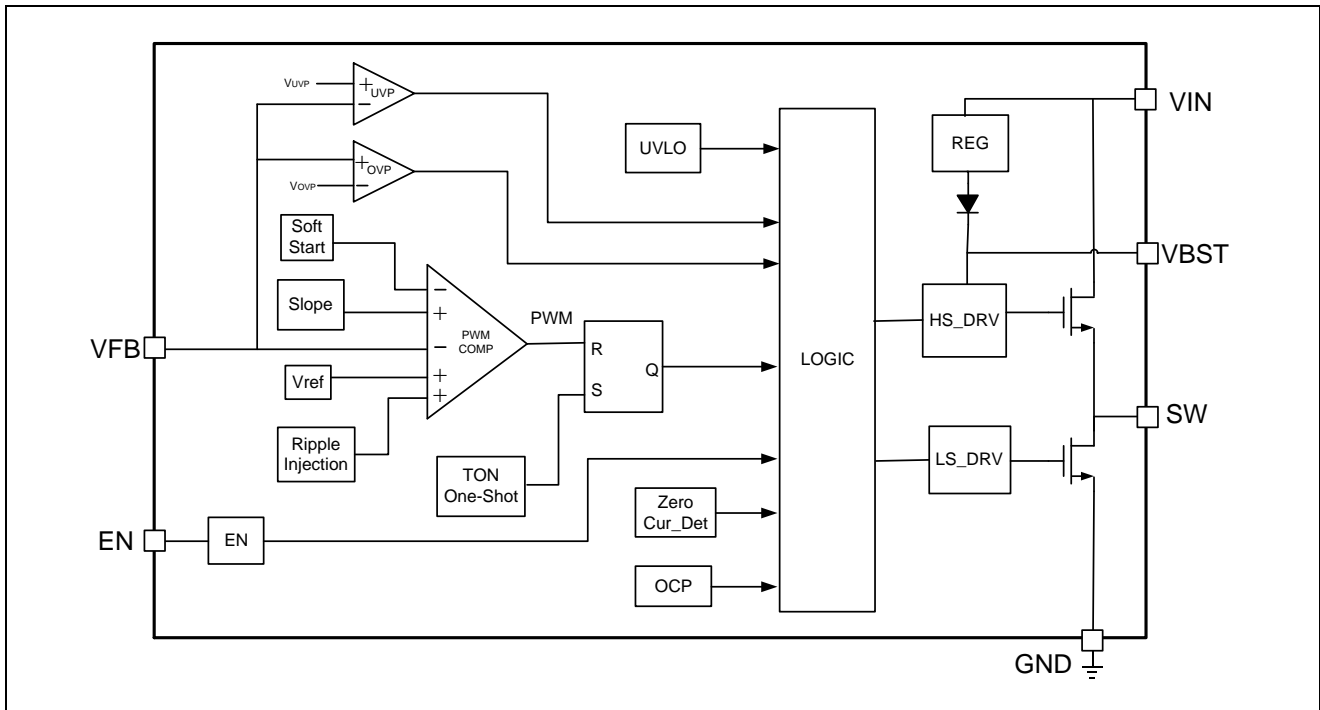 VUVP
+
UVP
−
VIN
UVLO
REG
+
OVP
VOVP
−
Soft
Start
VBST
−
Slope
+
HS_DRV
PWM
PWM
COMP
VFB
−
R
LOGIC
Q
Vref
+
+
S
SW
Ripple
Injection
LS_DRV
TON
One-Shot
Zero
Cur_Det
EN
EN
OCP
GND